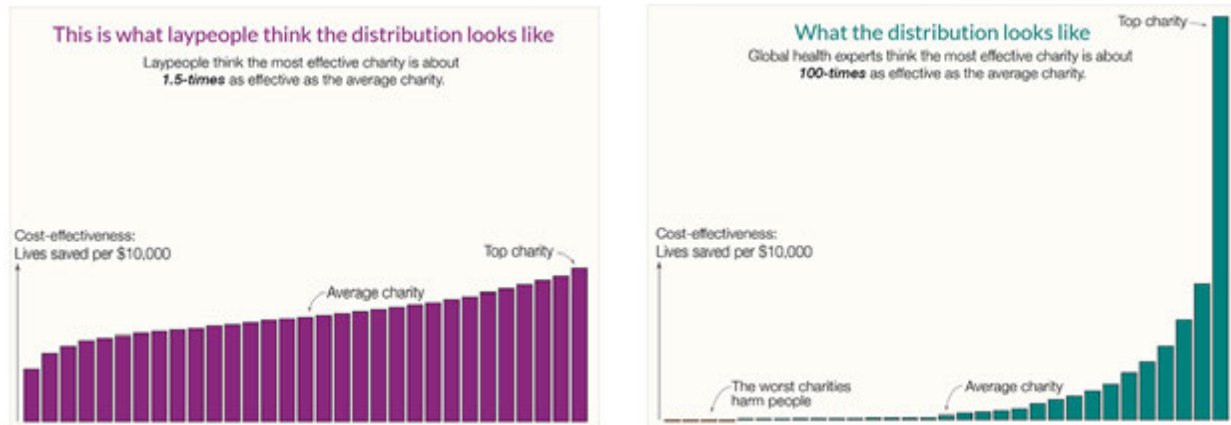 This is what laypeople think the distribution looks like
Laypeople think the most effective charity is about
1.5-times as effective as the average charity.
Cost-effectiveness:
Lives saved per $10,000
Average charity
Top charity
What the distribution looks like
Global health experts think the most effective charity is about
100-times as effective as the average charity.
Top charity
Cost-effectiveness:
Lives saved per $10,000
The worst charities
harm people
Average charity